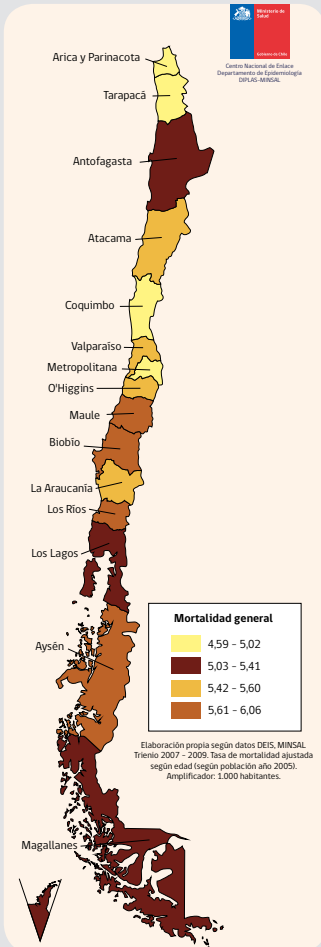 Ministerio de
Salud
Gobierno de Chile
Centro Nacional de Enlace
Departamento de Epidemiología
DIPLAS-MINSAL
Arica y Parinacota
Tarapacá
Antofagasta
Atacama
Coquimbo
Valparaíso
Metropolitana
O'Higgins
Maule
Biobío
La Araucanía
Los Ríos
Los Lagos
Aysén
Magallanes
Mortalidad general
4,59 - 5,02
5,03 - 5,41
5,42 - 5,60
5,61 - 6,06
Elaboración propia según datos DEIS, MINSAL
Trienio 2007 - 2009. Tasa de mortalidad ajustada
según edad (según población año 2005).
Amplificador: 1.000 habitantes.